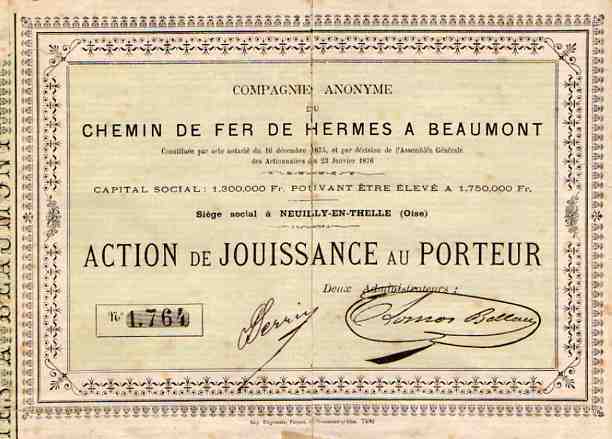 COMPAGNIE ANONYME
DU
CHEMIN DE FER DE HERMES A BEAUMONT
Constituée par acte notarié du 16 décembre 1875, et par décision de l'Assemblée Générale
des Actionnaires du 23 Janvier 1876
CAPITAL SOCIAL : 1.300.000 Fr. POUVANT ÊTRE ÉLEVÉ A 1.750.000 Fr.
Siège social à NEUILLY-EN-THELLE (Oise)
ACTION DE JOUISSANCE AU PORTEUR
Deux Administrateurs :
No 1.764
A BEAUMONT